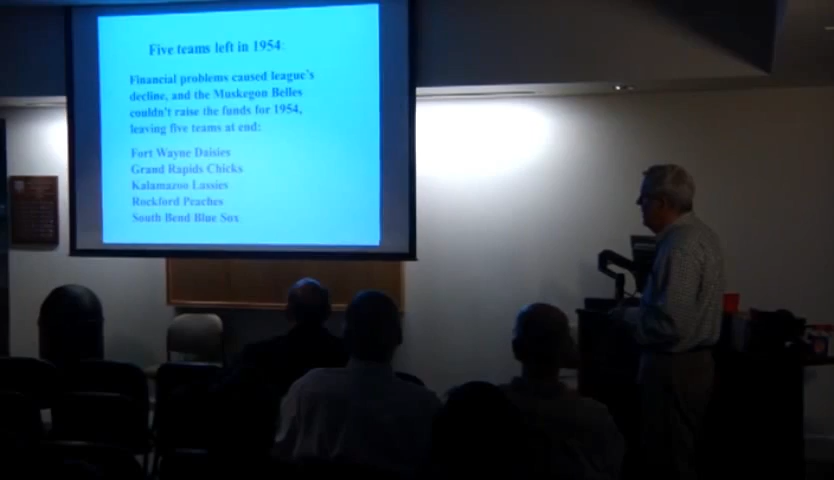 Five teams left in 1954:
Financial problems caused league's
decline, and the Muskegon Belles
couldn't raise the funds for 1954,
leaving five teams at end:
Fort Wayne Daisies
Grand Rapids Chicks
Kalamazoo Lassies
Rockford Peaches
South Bend Blue Sox